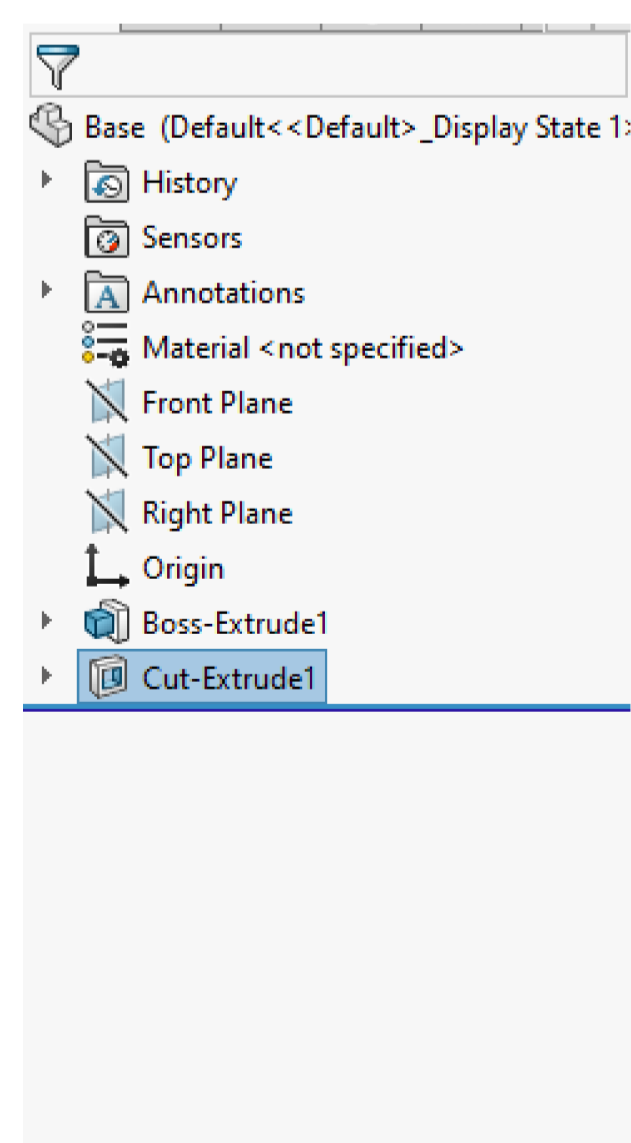 Base (Default<<Default>_Display State 1>
History
Sensors
Annotations
Material <not specified>
Front Plane
Top Plane
Right Plane
Origin
Boss-Extrude1
Cut-Extrude1